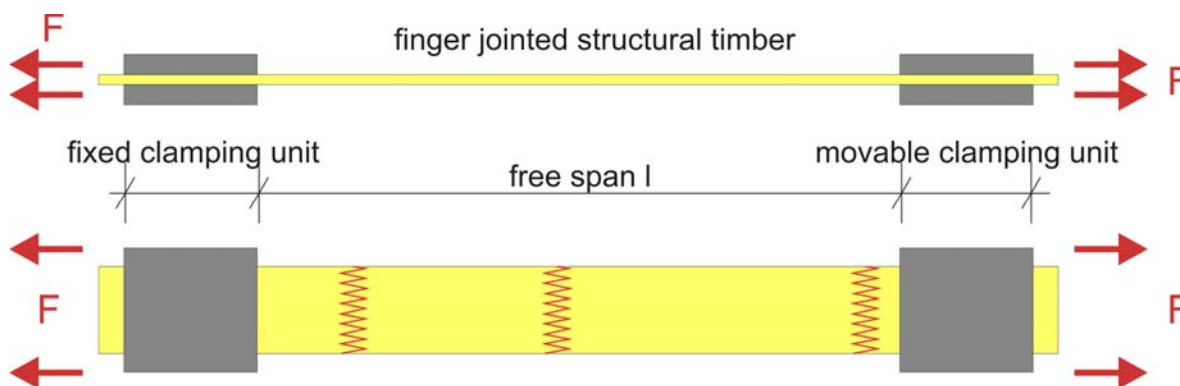 F
finger jointed structural timber
F
fixed clamping unit
movable clamping unit
free span l
F
F